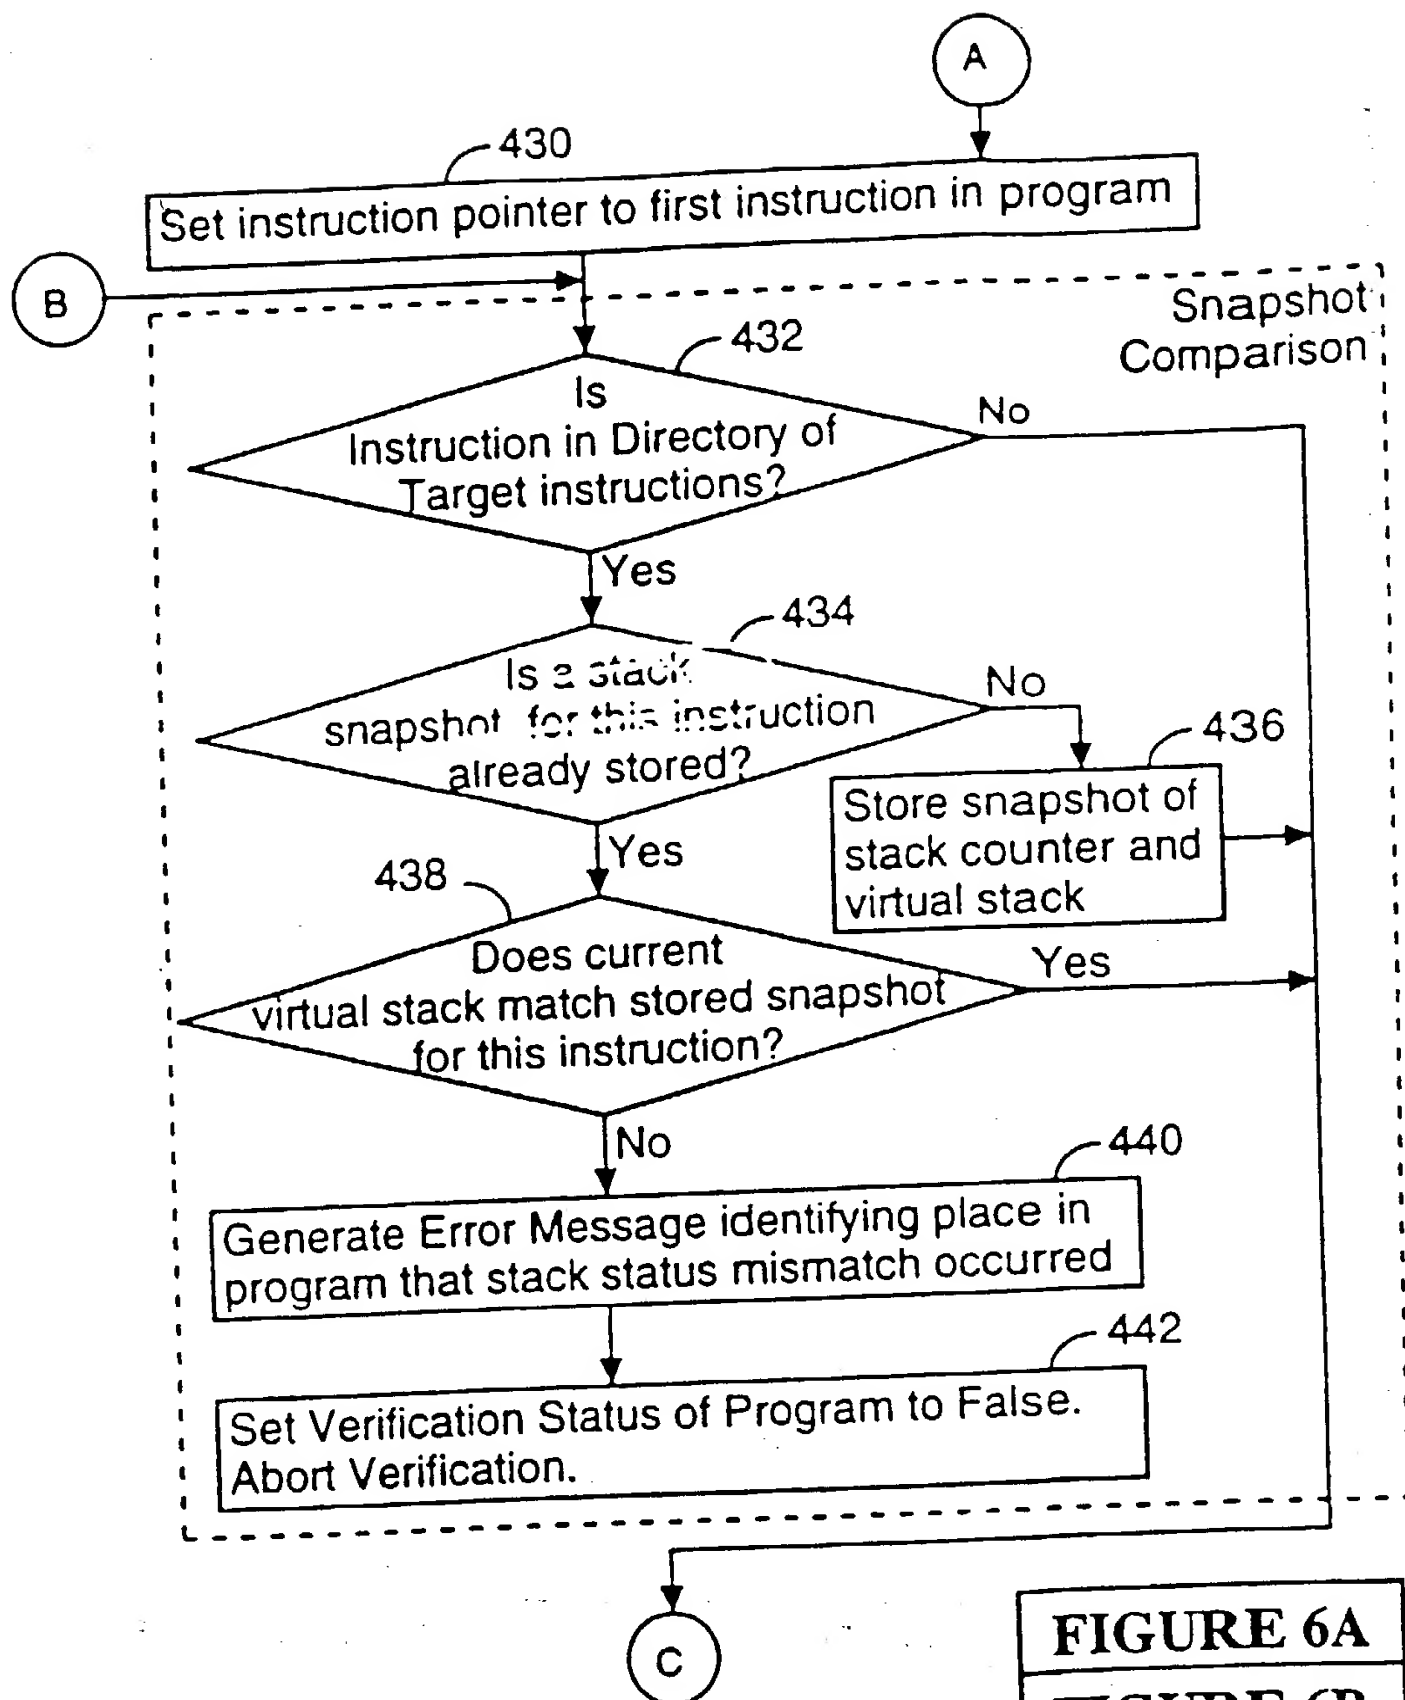 A
430
Set instruction pointer to first instruction in program
B
Snapshot
Comparison
432
Is
Instruction in Directory of
Target instructions?
No
Yes
434
Is a stack
snapshot for this instruction
already stored?
No
436
Store snapshot of
stack counter and
virtual stack
Yes
438
Does current
virtual stack match stored snapshot
for this instruction?
Yes
No
440
Generate Error Message identifying place in
program that stack status mismatch occurred
442
Set Verification Status of Program to False.
Abort Verification.
C
FIGURE 6A
FIGURE 6B